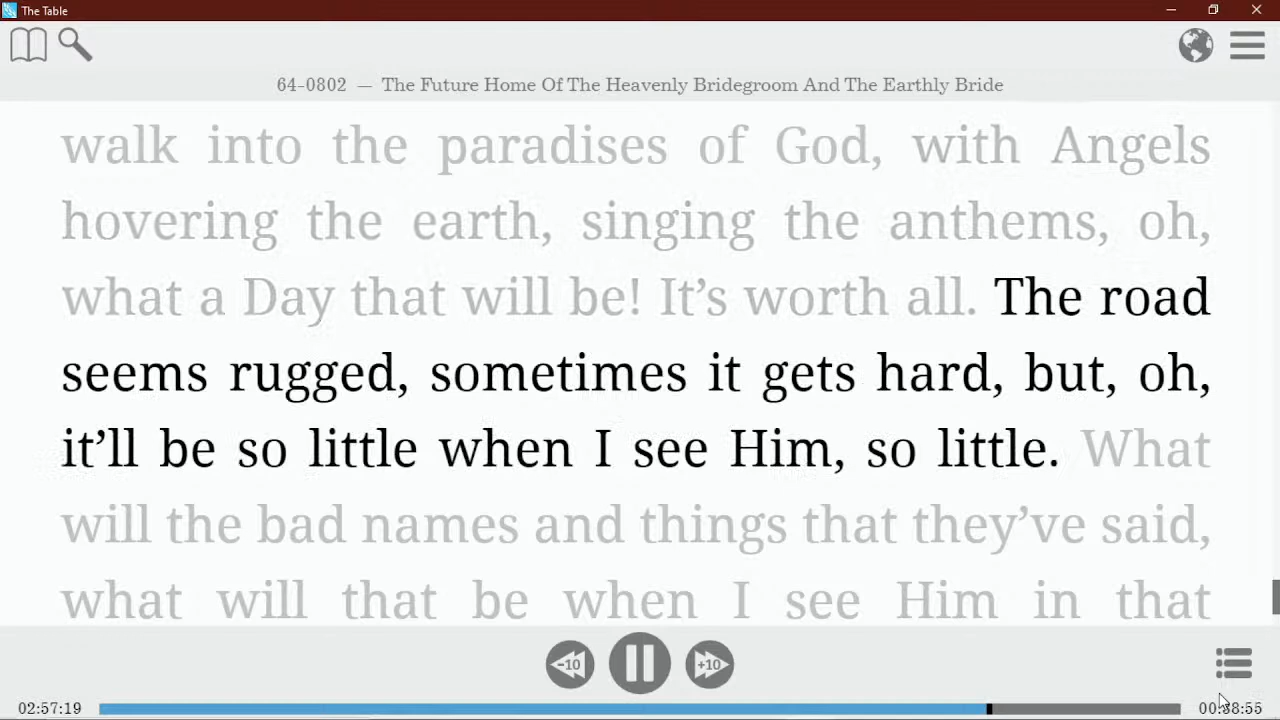 The Table
64-0802 — The Future Home Of The Heavenly Bridegroom And The Earthly Bride
walk into the paradises of God, with Angels
hovering the earth, singing the anthems, oh,
what a Day that will be! It’s worth all. The road
seems rugged, sometimes it gets hard, but, oh,
it’ll be so little when I see Him, so little. What
will the bad names and things that they’ve said,
what will that be when I see Him in that
-10
+10
02:57:19
00:38:55